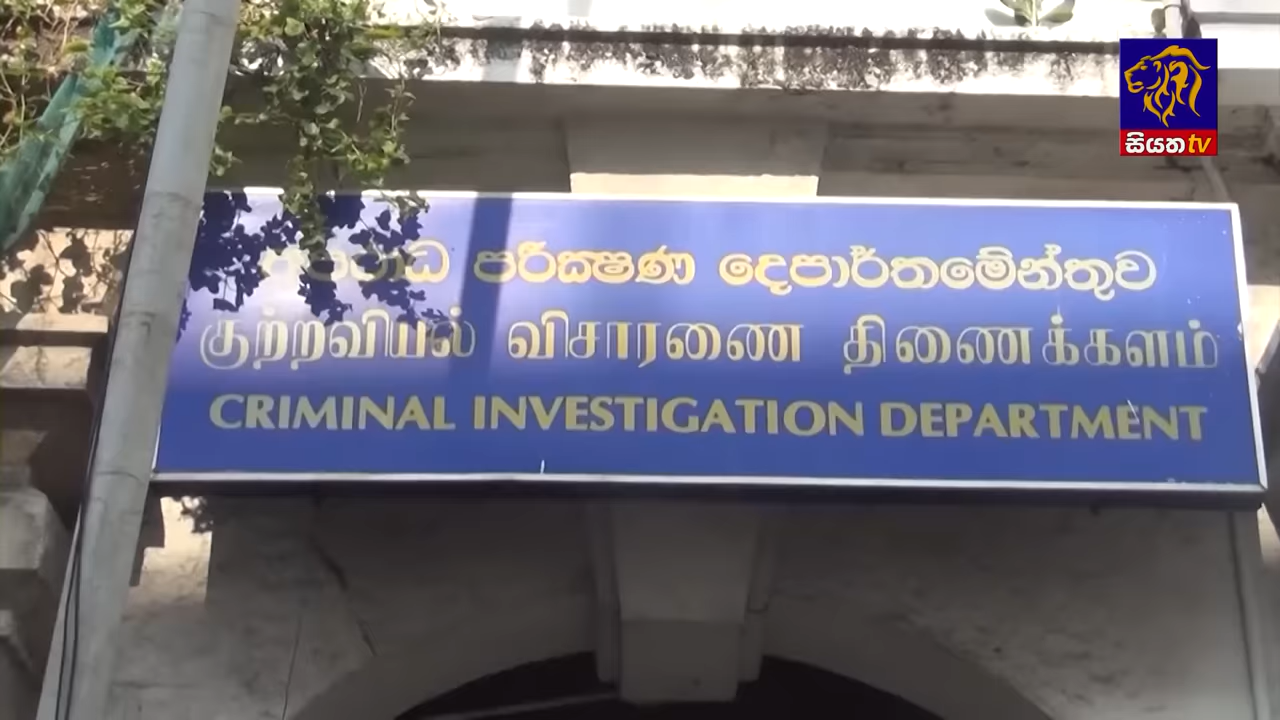 සියත tv
පරීක්ෂණ දෙපාර්තමේන්තුව
குற்றவியல் விசாரணை திணைக்களம்
CRIMINAL INVESTIGATION DEPARTMENT